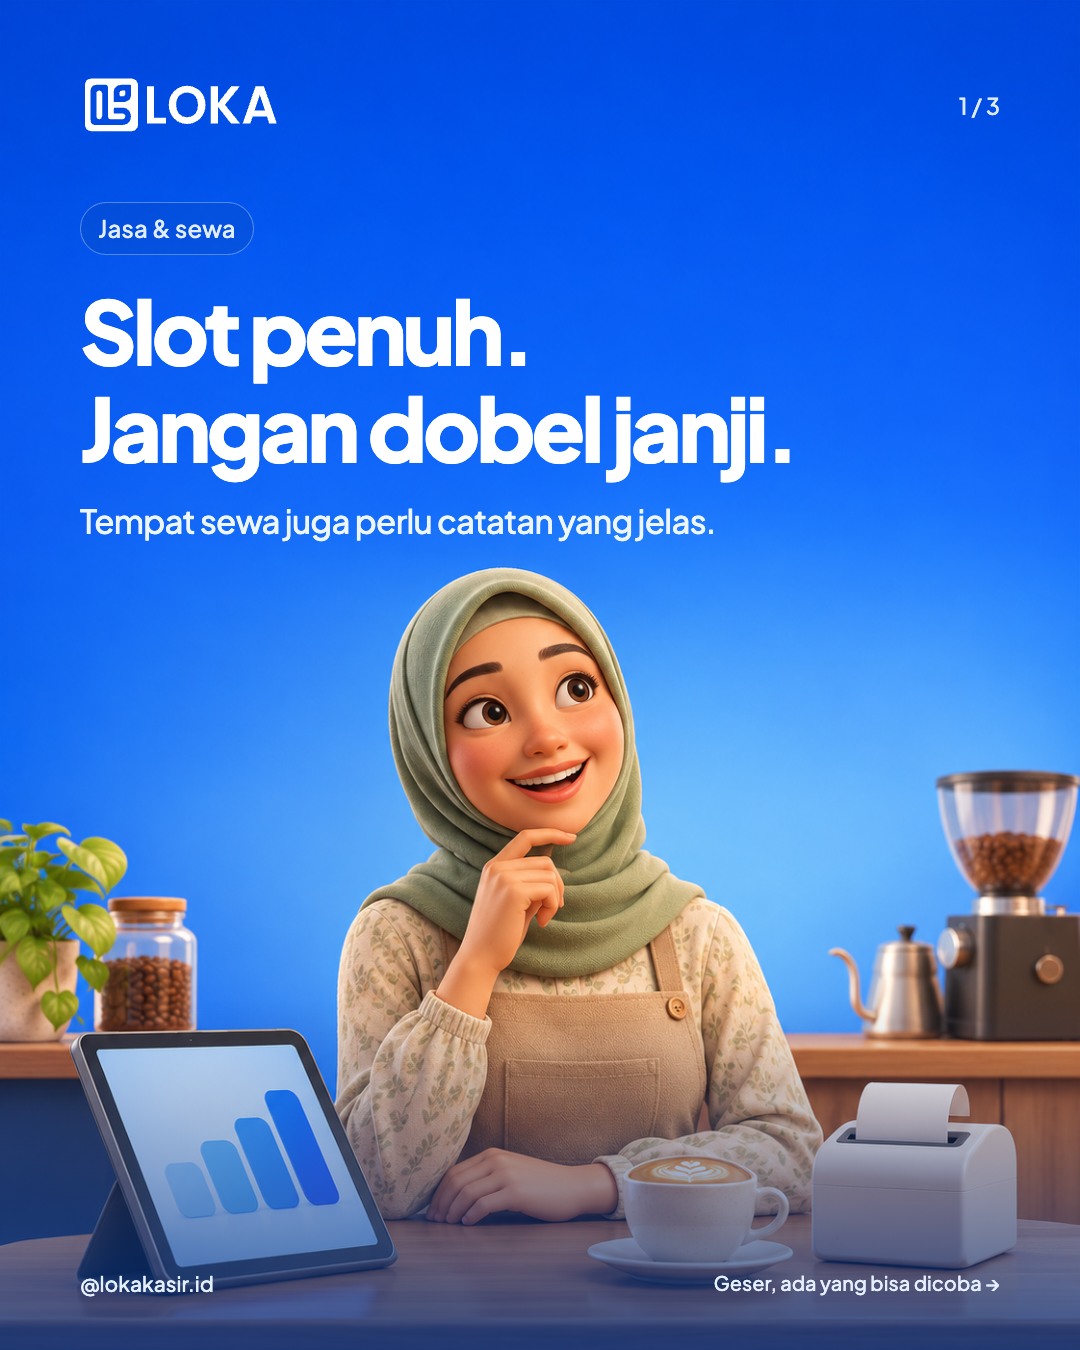 LOKA
1/3
Jasa & sewa
Slot penuh.
Jangan dobel janji.
Tempat sewa juga perlu catatan yang jelas.
@lokakasir.id
Geser, ada yang bisa dicoba →